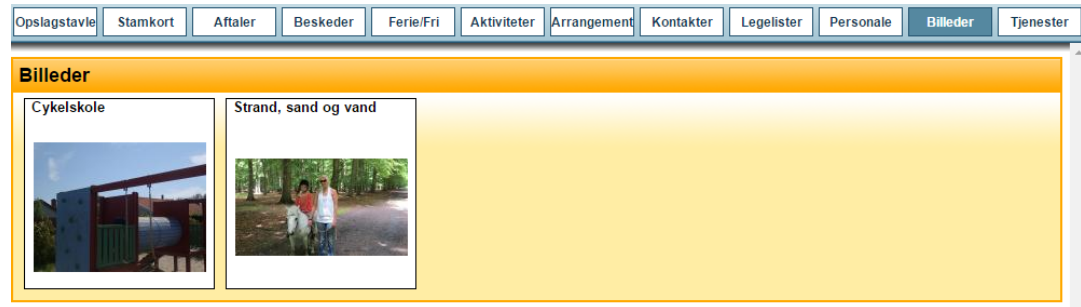 Opslagstavle Stamkort Aftaler Beskeder Ferie/Fri Aktiviteter Arrangement Kontakter Legelister Personale Billeder Tjenester
Billeder
Cykelskole Strand, sand og vand